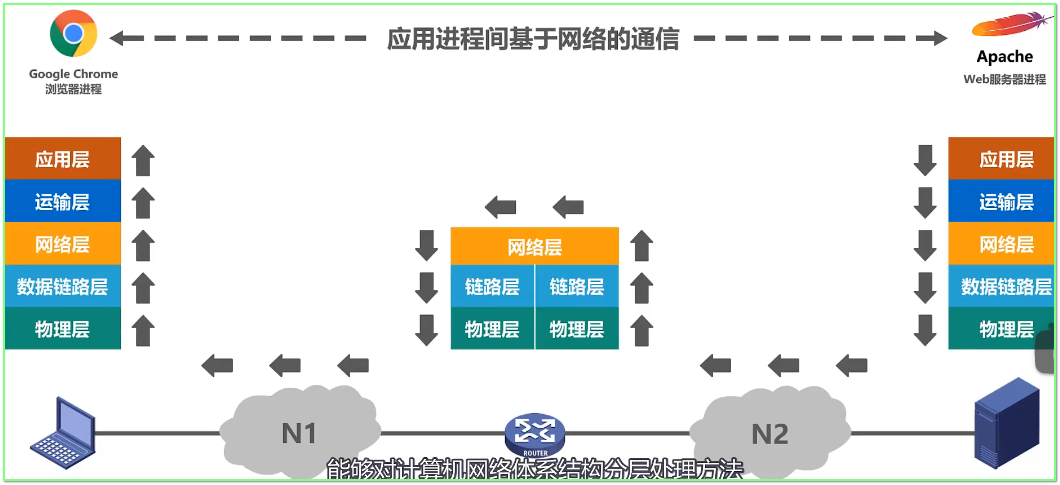 应用进程间基于网络的通信
Google Chrome
浏览器进程
Apache
Web服务器进程
应用层
运输层
网络层
数据链路层
物理层
网络层
链路层 链路层
物理层 物理层
应用层
运输层
网络层
数据链路层
物理层
N1
ROUTER
N2
能够对计算机网络体系结构分层处理方法